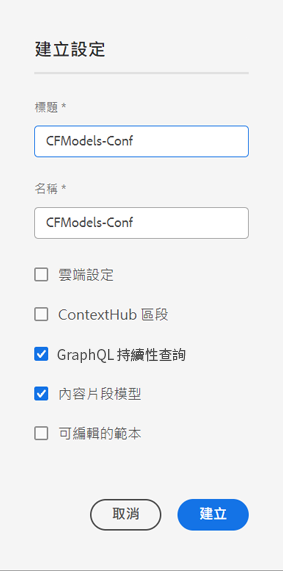 建立設定
標題 *
CFModels-Conf
名稱 *
CFModels-Conf
雲端設定
ContextHub 區段
GraphQL 持續性查詢
內容片段模型
可編輯的範本
取消
建立